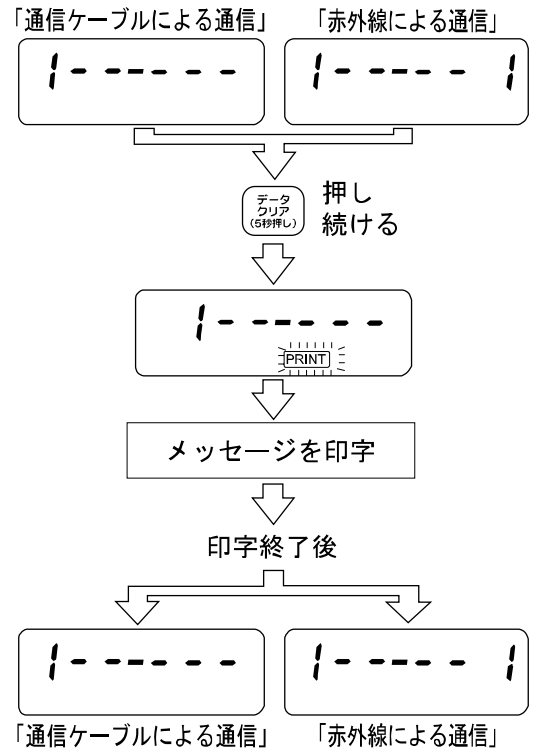 「通信ケーブルによる通信」 「赤外線による通信」
1----- 1---- 1
データ
クリア
(5秒押し)
押し
続ける
1-----
PRINT
メッセージを印字
印字終了後
1----- 1---- 1
「通信ケーブルによる通信」 「赤外線による通信」